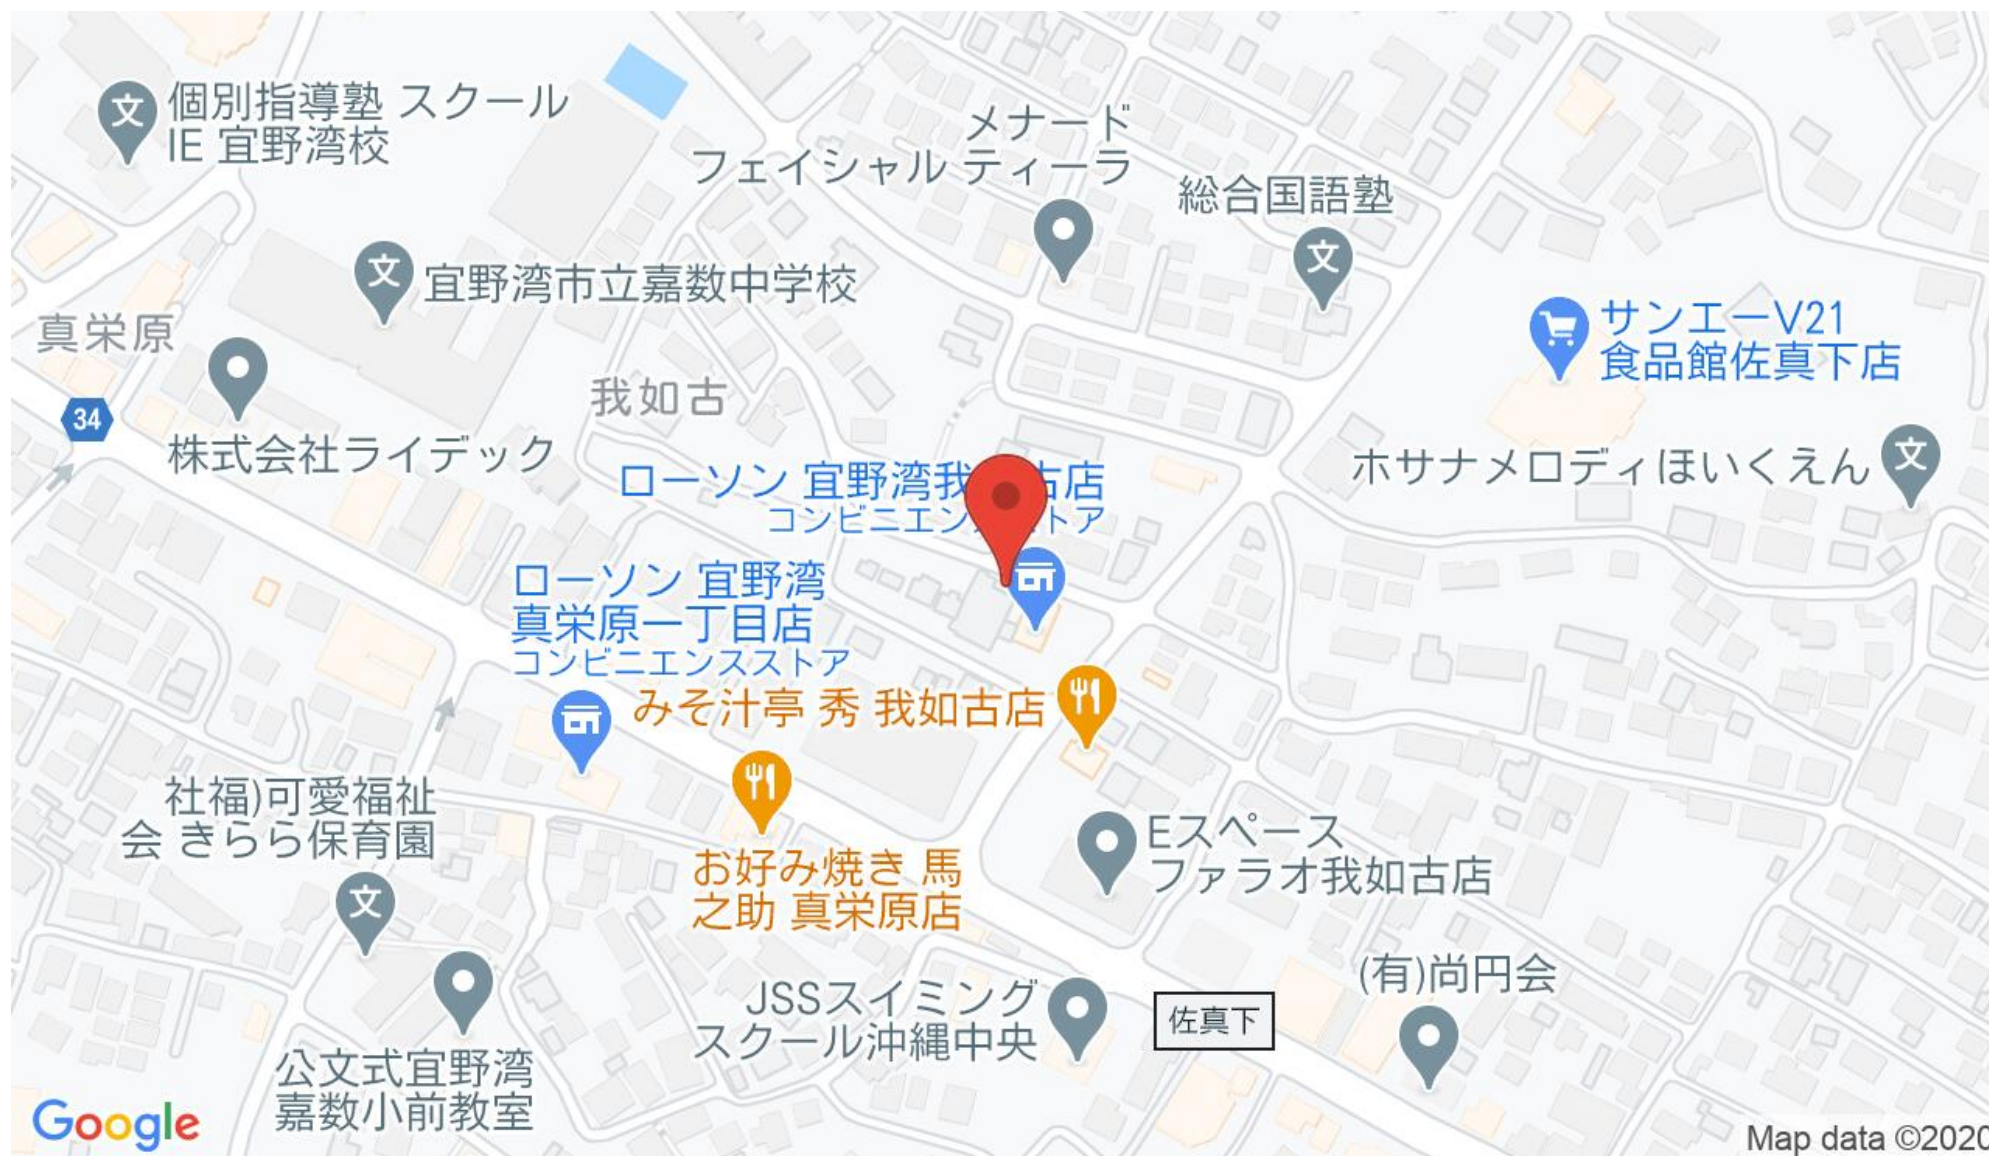 個別指導塾 スクール
IE 宜野湾校
メナード
フェイシャル ティーラ
総合国語塾
宜野湾市立嘉数中学校
真栄原
サンエーV21
食品館佐真下店
34
我如古
株式会社ライデック
ホサナメロディほいくえん
ローソン 宜野湾我 古店
コンビニエンス トア
ローソン 宜野湾
真栄原一丁目店
コンビニエンスストア
みそ汁亭 秀 我如古店
社福)可愛福祉
会 きらら保育園
お好み焼き 馬
之助 真栄原店
Eスペース
ファラオ我如古店
(有)尚円会
JSSスイミング
スクール沖縄中央
佐真下
公文式宜野湾
嘉数小前教室
Google
Map data ©2020